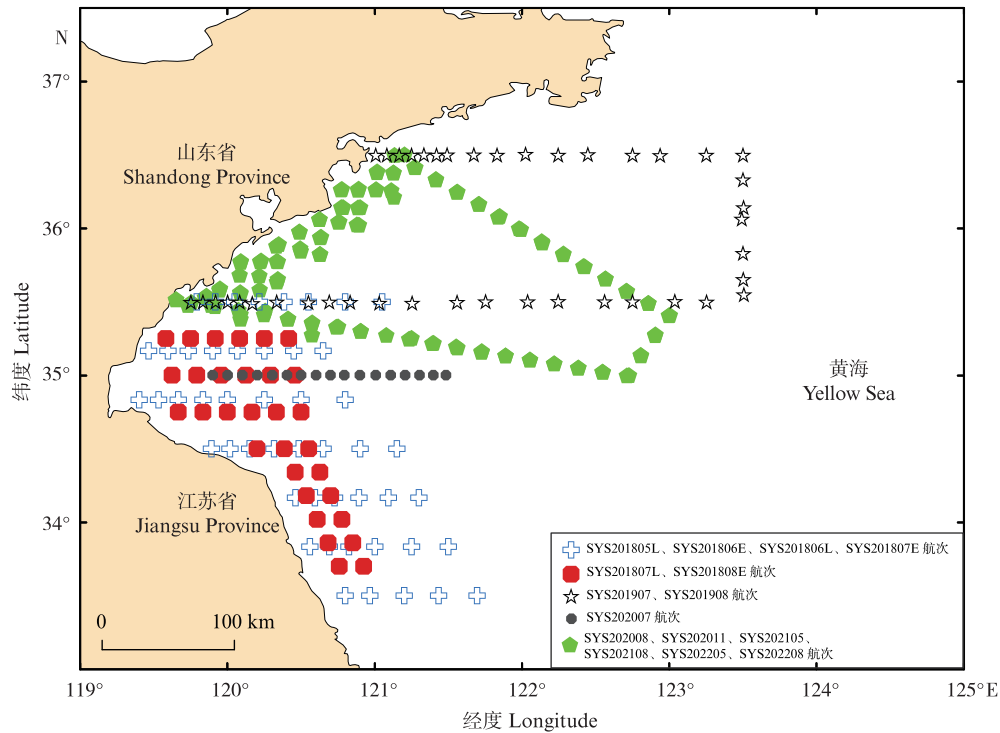 N
37°
36°
35°
34°
纬度 Latitude
山东省
Shandong Province
黄海
Yellow Sea
江苏省
Jiangsu Province
0 100 km
SYS201805L、SYS201806E、SYS201806L、SYS201807E 航次
SYS201807L、SYS201808E 航次
SYS201907、SYS201908 航次
SYS202007 航次
SYS202008、SYS202011、SYS202105、
SYS202108、SYS202205、SYS202208 航次
119° 120° 121° 122° 123° 124° 125°E
经度 Longitude